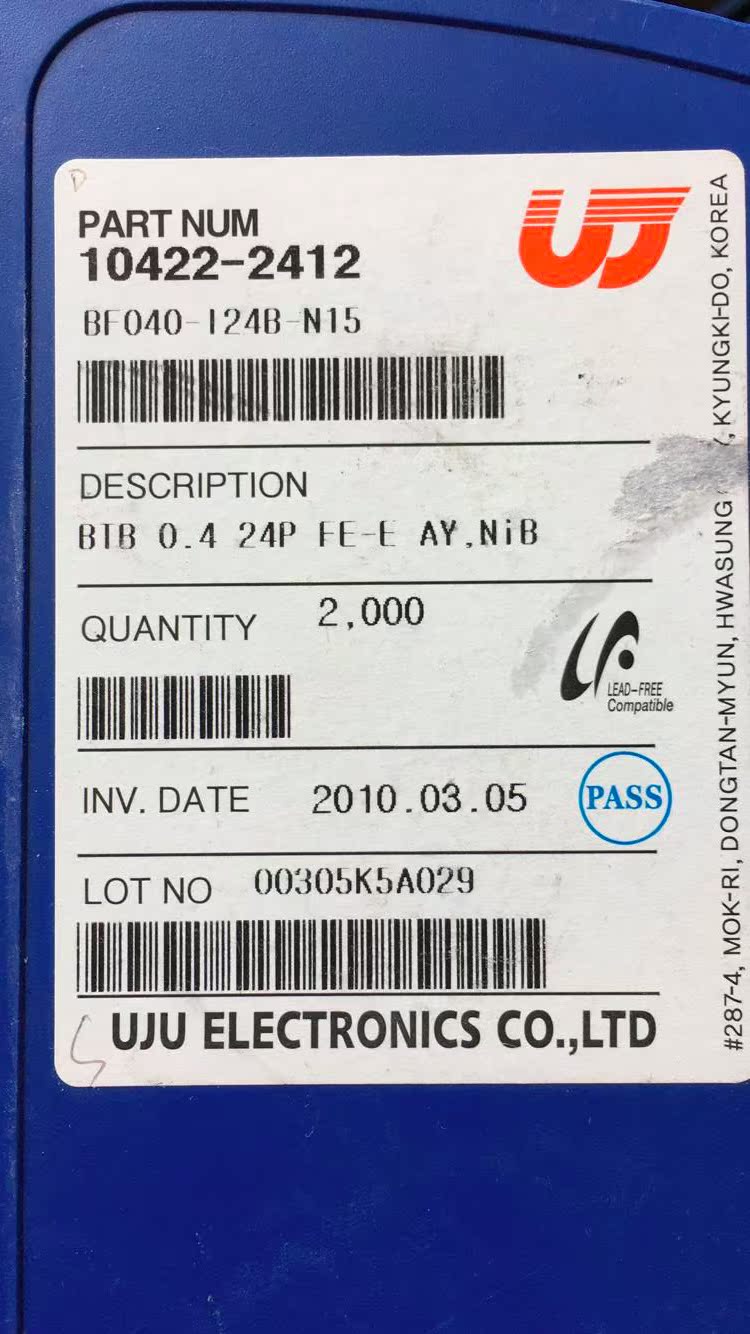 D
PART NUM
10422-2412
UJ
BF040-I24B-N15
DESCRIPTION
BTB 0.4 24P FE-E AY,NiB
QUANTITY 2,000
LEAD-FREE
Compatible
INV. DATE 2010.03.05
PASS
LOT NO 00305K5A029
UJU ELECTRONICS CO.,LTD
#287-4, MOK-RI, DONGTAN-MYUN, HWASUNG , KYUNGKI-DO, KOREA